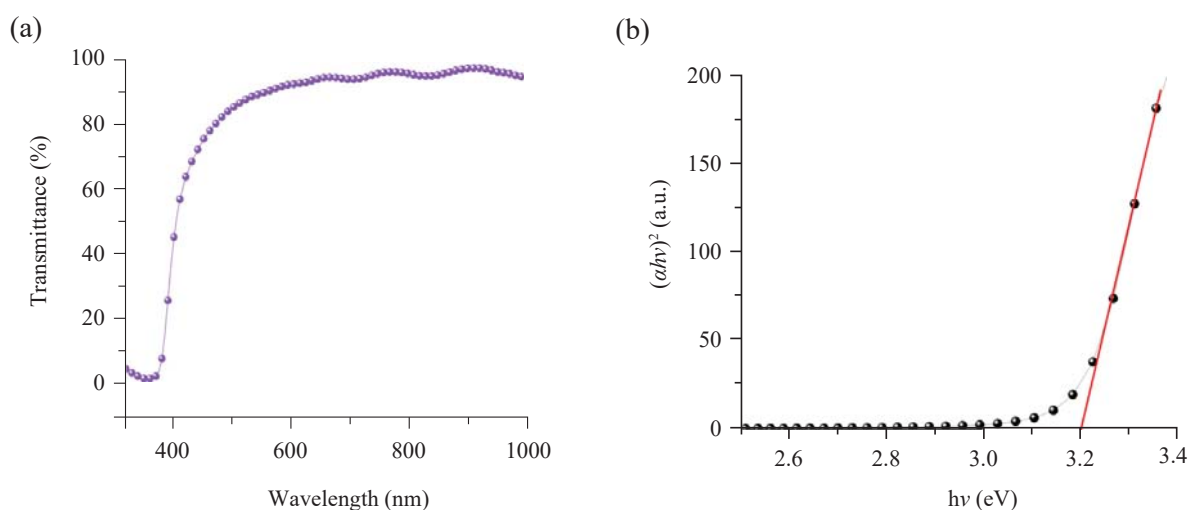 (a)
100
80
60
40
20
0
Transmittance (%)
400 600 800 1000
Wavelength (nm)
(b)
200
150
100
50
0
(αhν)² (a.u.)
2.6 2.8 3.0 3.2 3.4
hν (eV)